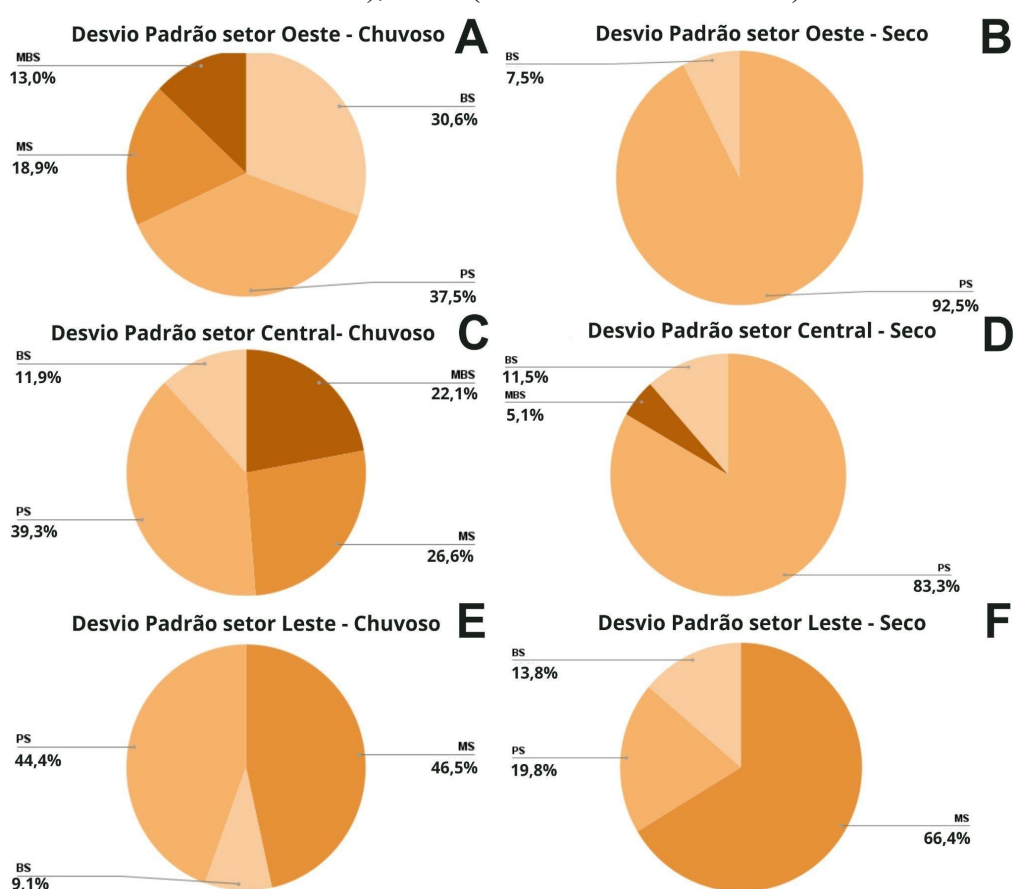 Desvio Padrão setor Oeste - Chuvoso A
MBS
13,0%
BS
30,6%
MS
18,9%
PS
37,5%
Desvio Padrão setor Oeste - Seco B
BS
7,5%
PS
92,5%
Desvio Padrão setor Central- Chuvoso C
BS
11,9%
MBS
22,1%
PS
39,3%
MS
26,6%
Desvio Padrão setor Central - Seco D
BS
11,5%
MBS
5,1%
PS
83,3%
Desvio Padrão setor Leste - Chuvoso E
PS
44,4%
MS
46,5%
BS
9,1%
Desvio Padrão setor Leste - Seco F
BS
13,8%
PS
19,8%
MS
66,4%